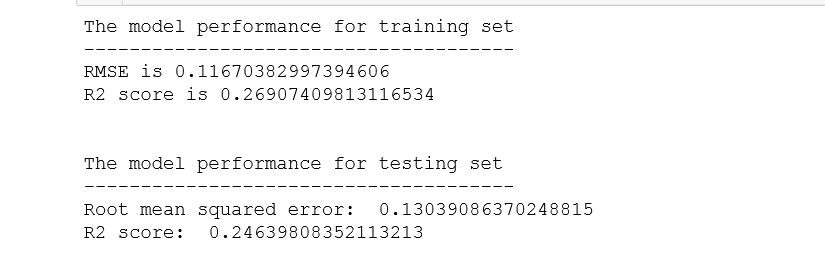 The model performance for training set
--------------------------------------
RMSE is 0.11670382997394606
R2 score is 0.26907409813116534
The model performance for testing set
--------------------------------------
Root mean squared error:  0.13039086370248815
R2 score:  0.24639808352113213